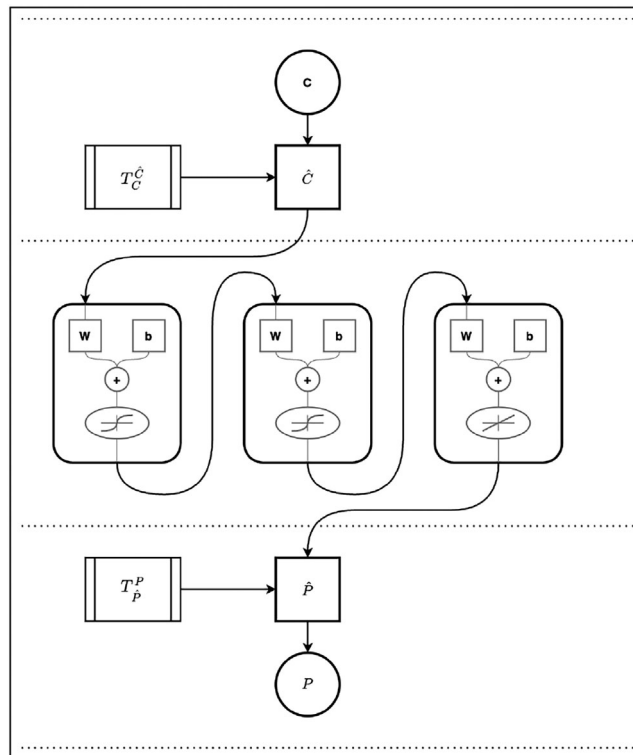 C
$T_C^{\hat{C}}$ $\hat{C}$
W b W b W b
+ + +
$T_{\hat{P}}^{P}$ $\hat{P}$
P